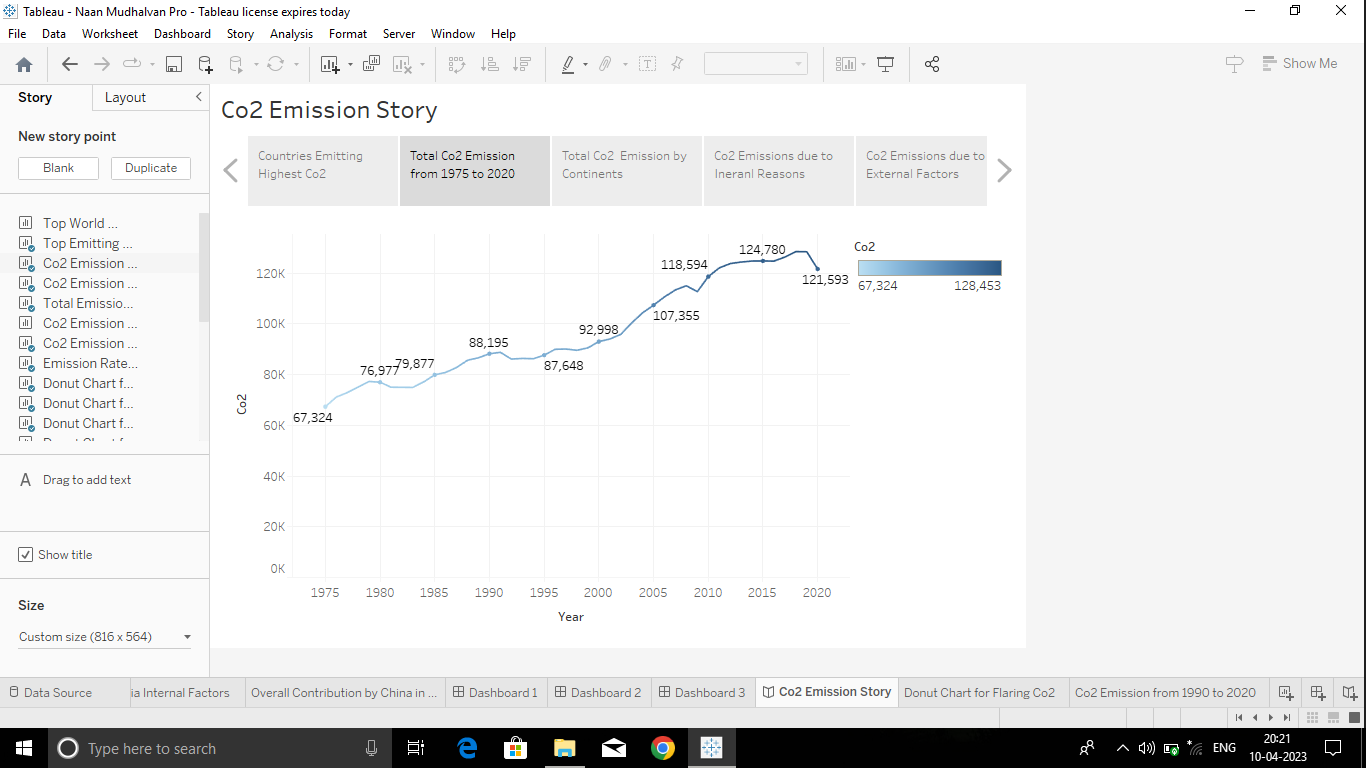 Tableau - Naan Mudhalvan Pro - Tableau license expires today
File Data Worksheet Dashboard Story Analysis Format Server Window Help
Show Me
Story Layout
New story point
Blank Duplicate
Top World ...
Top Emitting ...
Co2 Emission ...
Co2 Emission ...
Total Emissio...
Co2 Emission ...
Co2 Emission ...
Emission Rate...
Donut Chart f...
Donut Chart f...
Donut Chart f...
A Drag to add text
Show title
Size
Custom size (816 x 564)
Co2 Emission Story
Countries Emitting
Highest Co2
Total Co2 Emission
from 1975 to 2020
Total Co2 Emission by
Continents
Co2 Emissions due to
Ineranl Reasons
Co2 Emissions due to
External Factors
Co2
120K
100K
80K
60K
40K
20K
0K
67,324
76,977
79,877
88,195
87,648
92,998
107,355
118,594
124,780
121,593
1975 1980 1985 1990 1995 2000 2005 2010 2015 2020
Year
Co2
67,324 128,453
Data Source ia Internal Factors Overall Contribution by China in ... Dashboard 1 Dashboard 2 Dashboard 3 Co2 Emission Story Donut Chart for Flaring Co2 Co2 Emission from 1990 to 2020
Type here to search
ENG
20:21
10-04-2023